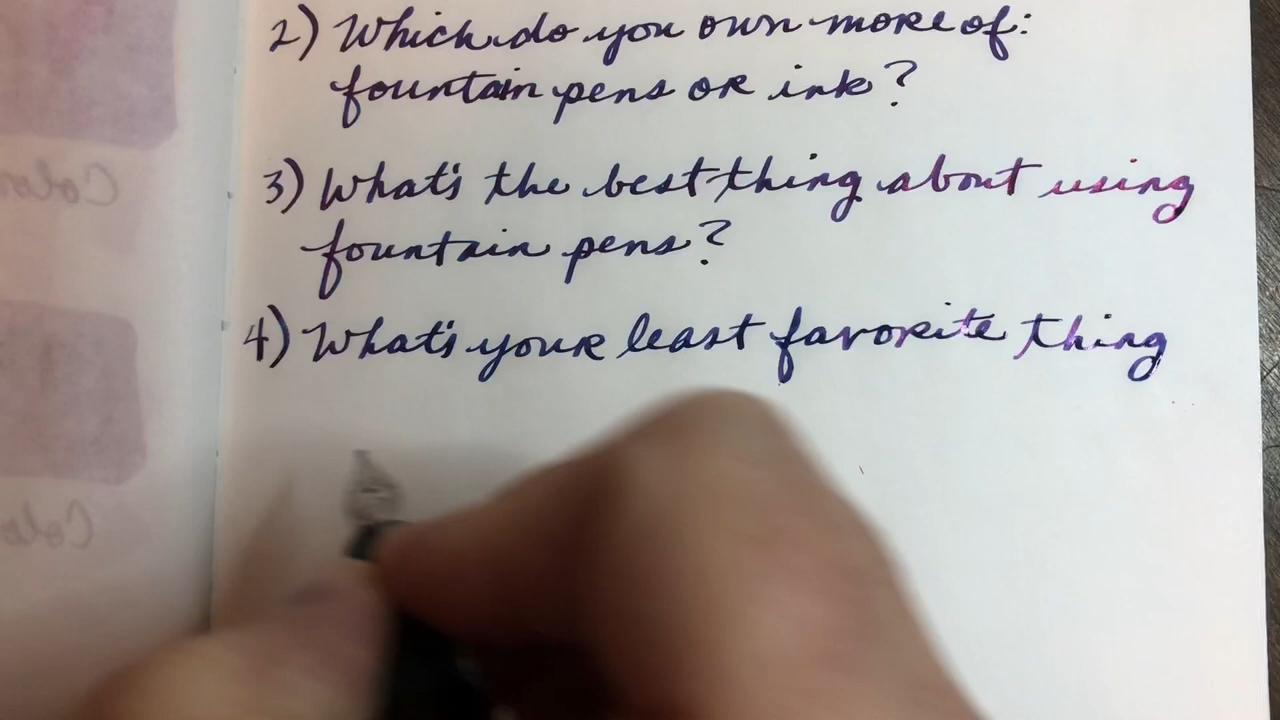 2) Which do you own more of:
fountain pens or ink?
3) What's the best thing about using
fountain pens?
4) What's your least favorite thing